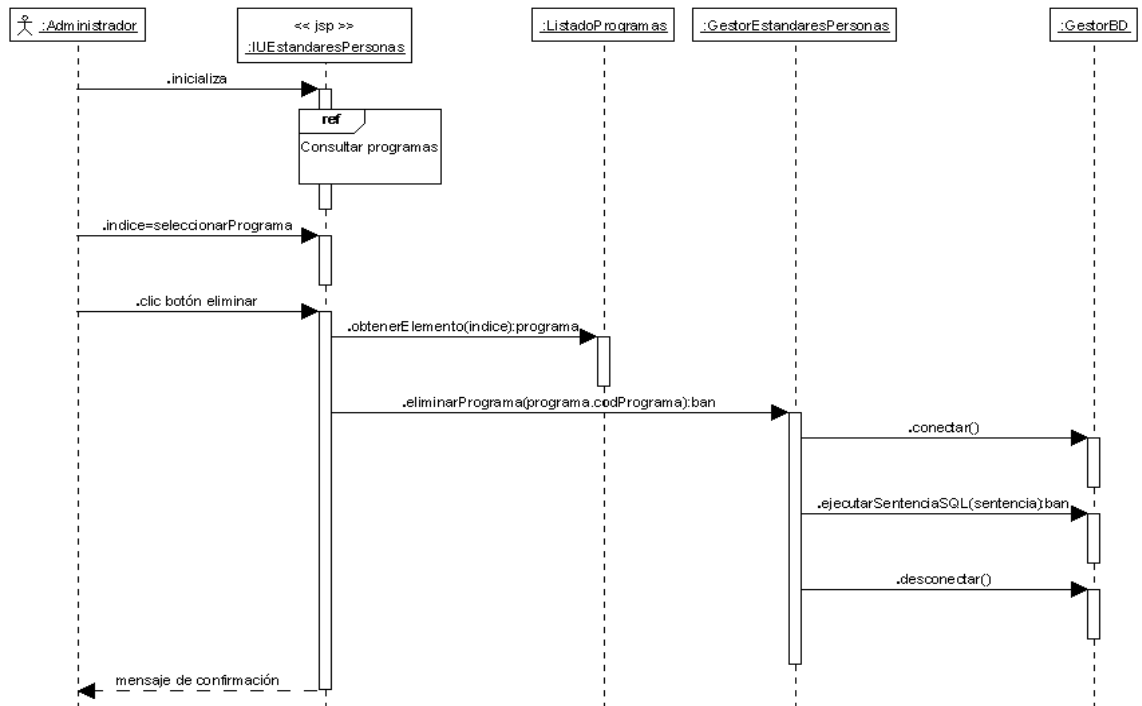 :Administrador
<< jsp >>
:IUEstandaresPersonas
:ListadoProgramas
:GestorEstandaresPersonas
:GestorBD
.inicializa
ref
Consultar programas
.indice=seleccionarPrograma
.clic botón eliminar
.obtenerElemento(indice):programa
.eliminarPrograma(programa.codPrograma):ban
.conectar()
.ejecutarSentenciaSQL(sentencia):ban
.desconectar()
mensaje de confirmación